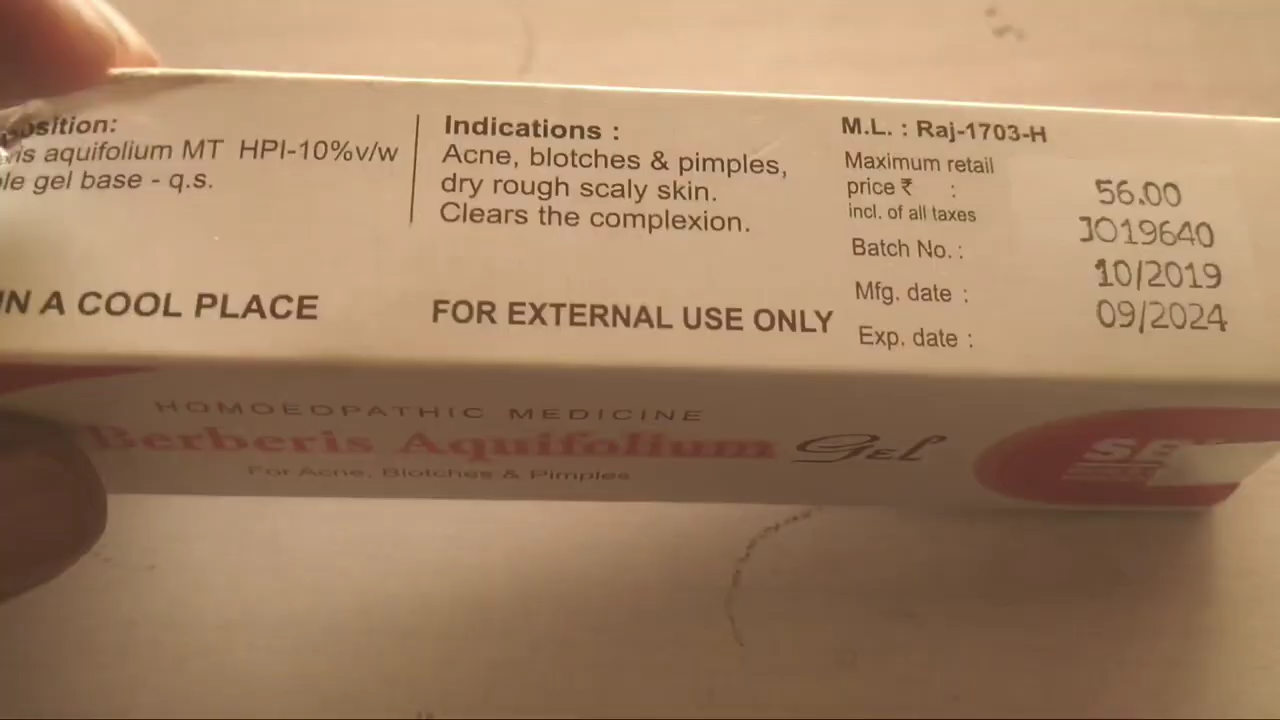 osition:
ris aquifolium MT HPI-10%v/w
le gel base - q.s.
IN A COOL PLACE
Indications :
Acne, blotches & pimples,
dry rough scaly skin.
Clears the complexion.
FOR EXTERNAL USE ONLY
M.L. : Raj-1703-H
Maximum retail
price ₹ : 56.00
incl. of all taxes
Batch No. : JO19640
Mfg. date : 10/2019
Exp. date : 09/2024
HOMOEOPATHIC MEDICINE
Berberis Aquifolium Gel
For Acne, Blotches & Pimples